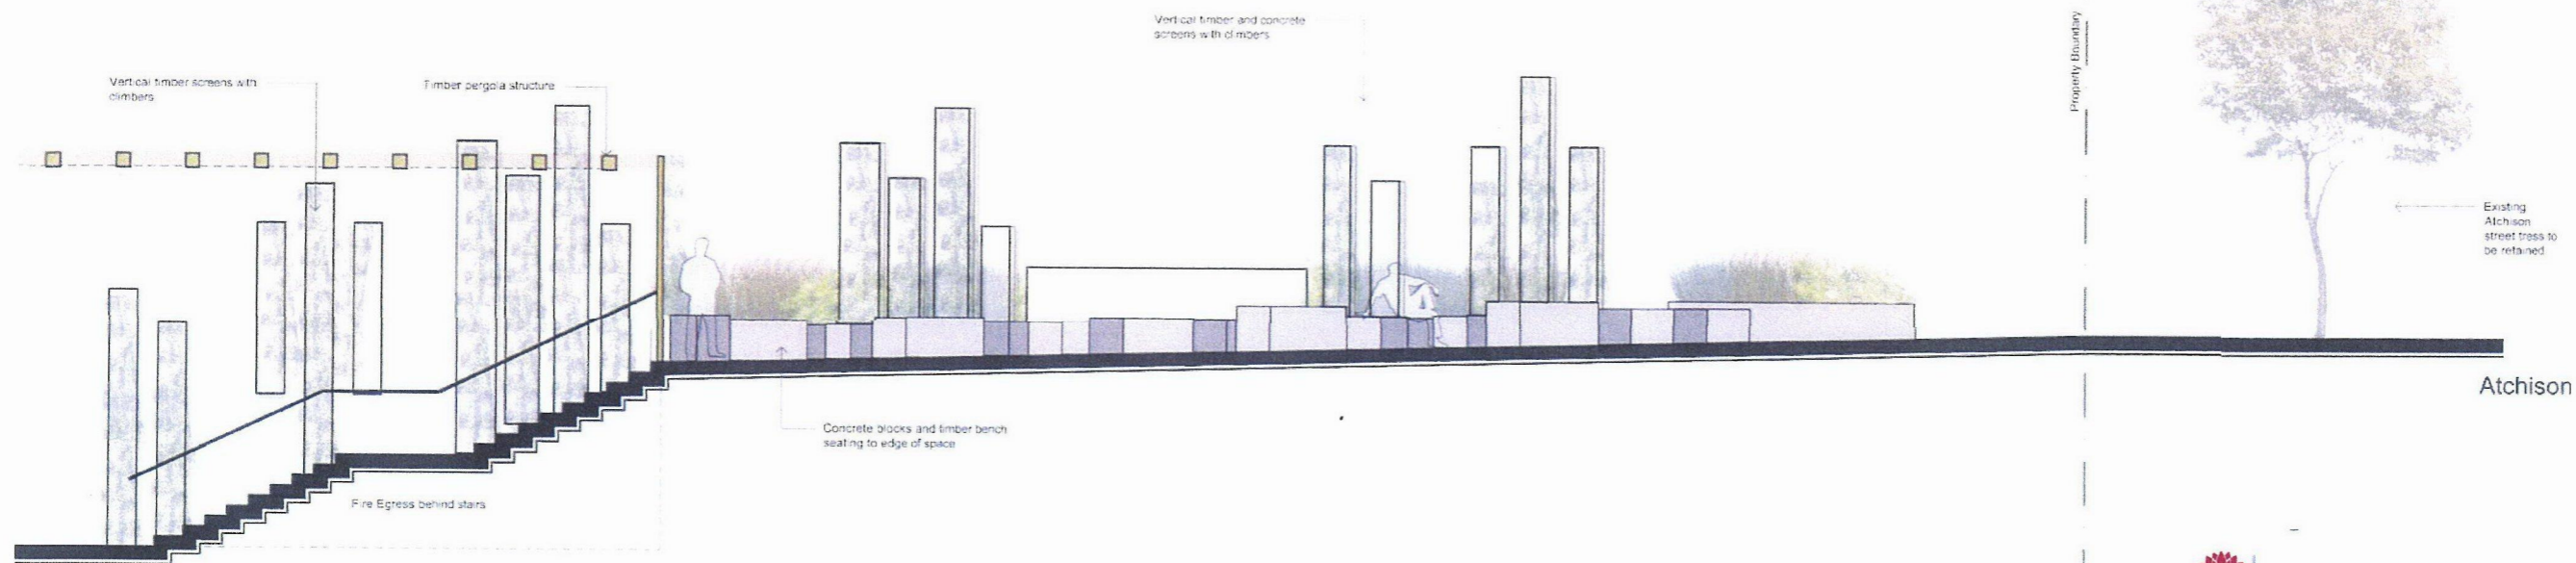 Vertical timber and concrete
screens with climbers
Property Boundary
Vertical timber screens with
climbers
Timber pergola structure
Existing
Atchison
street tress to
be retained
Atchison
Concrete blocks and timber bench
seating to edge of space
Fire Egress behind stairs